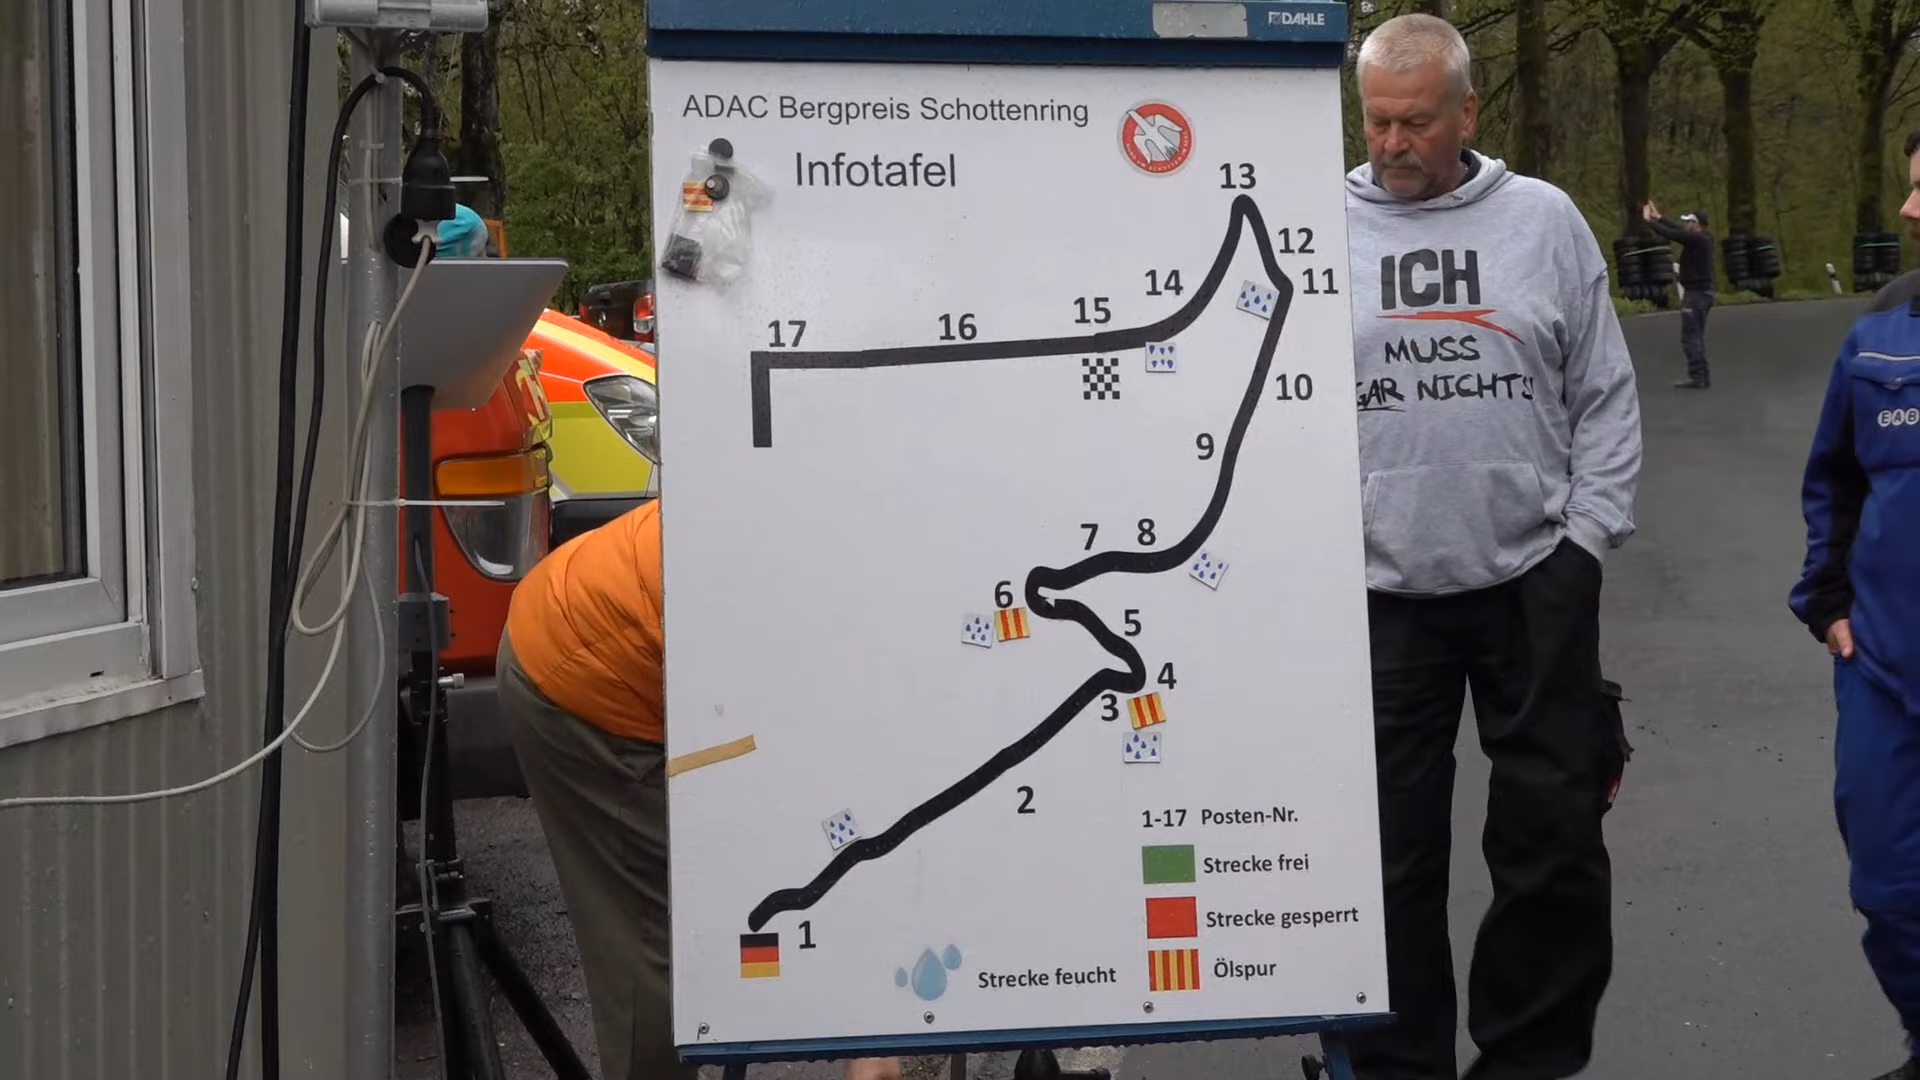 DAHLE
ADAC Bergpreis Schottenring
Infotafel
13
12
11
14
15
16
17
10
9
8
7
6
5
4
3
2
1
1-17 Posten-Nr.
Strecke frei
Strecke gesperrt
Ölspur
Strecke feucht
ICH
MUSS
GAR NICHTS!
EAB